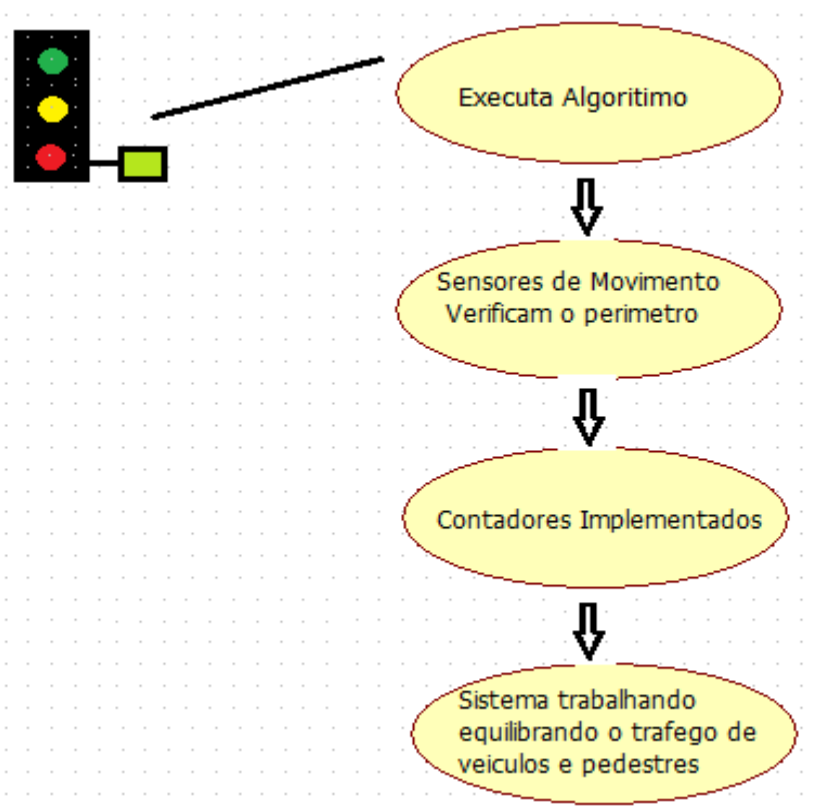 Executa Algoritimo
Sensores de Movimento
Verificam o perimetro
Contadores Implementados
Sistema trabalhando
equilibrando o trafego de
veiculos e pedestres